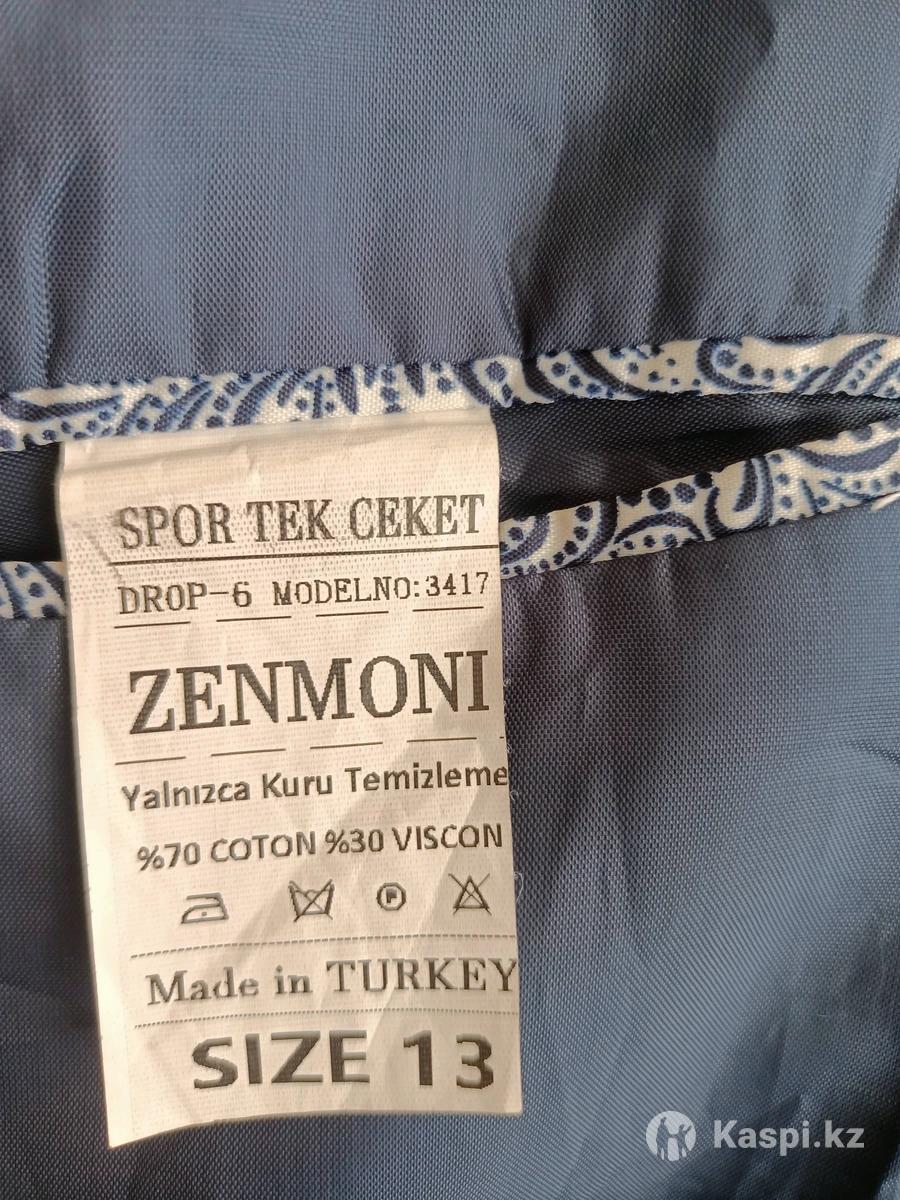 SPOR TEK CEKET
DROP-6 MODELNO:3417
ZENMONI
Yalnızca Kuru Temizleme
%70 COTON %30 VISCON
P
Made in TURKEY
SIZE 13
Kaspi.kz